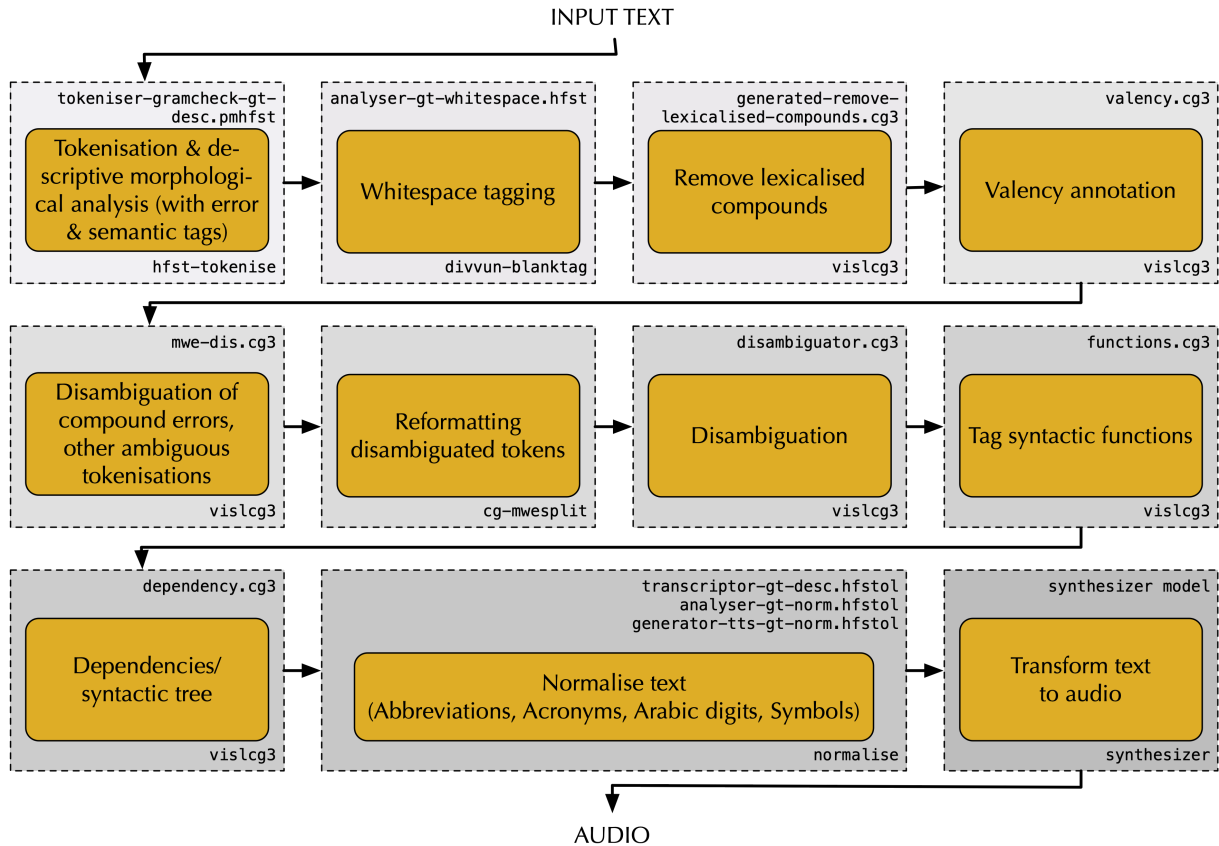 INPUT TEXT
tokeniser-gramcheck-gt-
desc.pmhfst
Tokenisation & de-
scriptive morphologi-
cal analysis (with error
& semantic tags)
hfst-tokenise
analyser-gt-whitespace.hfst
Whitespace tagging
divvun-blanktag
generated-remove-
lexicalised-compounds.cg3
Remove lexicalised
compounds
vislcg3
valency.cg3
Valency annotation
vislcg3
mwe-dis.cg3
Disambiguation of
compound errors,
other ambiguous
tokenisations
vislcg3
Reformatting
disambiguated tokens
cg-mwesplit
disambiguator.cg3
Disambiguation
vislcg3
functions.cg3
Tag syntactic functions
vislcg3
dependency.cg3
Dependencies/
syntactic tree
vislcg3
transcriptor-gt-desc.hfstol
analyser-gt-norm.hfstol
generator-tts-gt-norm.hfstol
Normalise text
(Abbreviations, Acronyms, Arabic digits, Symbols)
normalise
synthesizer model
Transform text
to audio
synthesizer
AUDIO